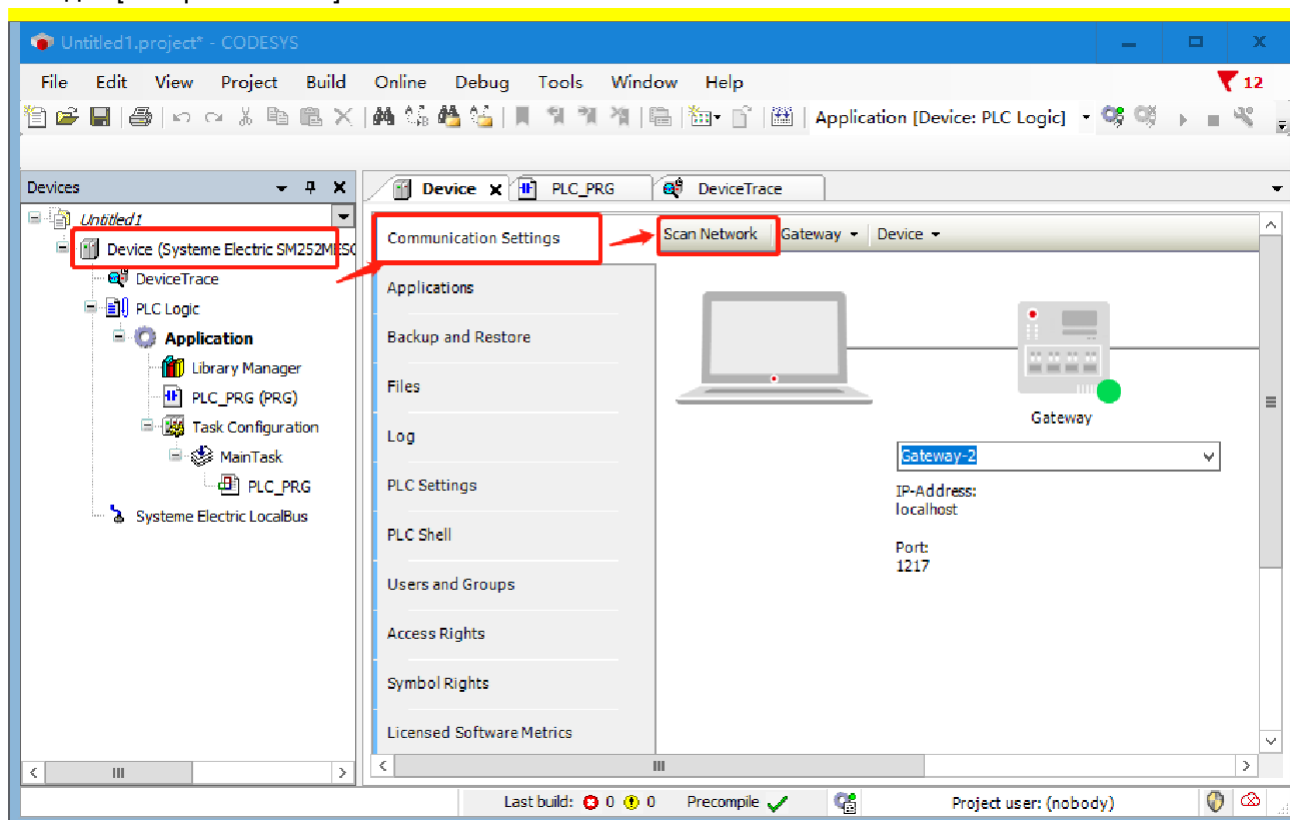 Untitled1.project* - CODESYS
File Edit View Project Build Online Debug Tools Window Help
12
Application [Device: PLC Logic]
Devices
Device
PLC_PRG
DeviceTrace
Untitled1
Device (Systeme Electric SM252MESC
DeviceTrace
PLC Logic
Application
Library Manager
PLC_PRG (PRG)
Task Configuration
MainTask
PLC_PRG
Systeme Electric LocalBus
Communication Settings
Applications
Backup and Restore
Files
Log
PLC Settings
PLC Shell
Users and Groups
Access Rights
Symbol Rights
Licensed Software Metrics
Scan Network Gateway Device
Gateway
Gateway-2
IP-Address:
localhost
Port:
1217
Last build: 0 0 Precompile Project user: (nobody)